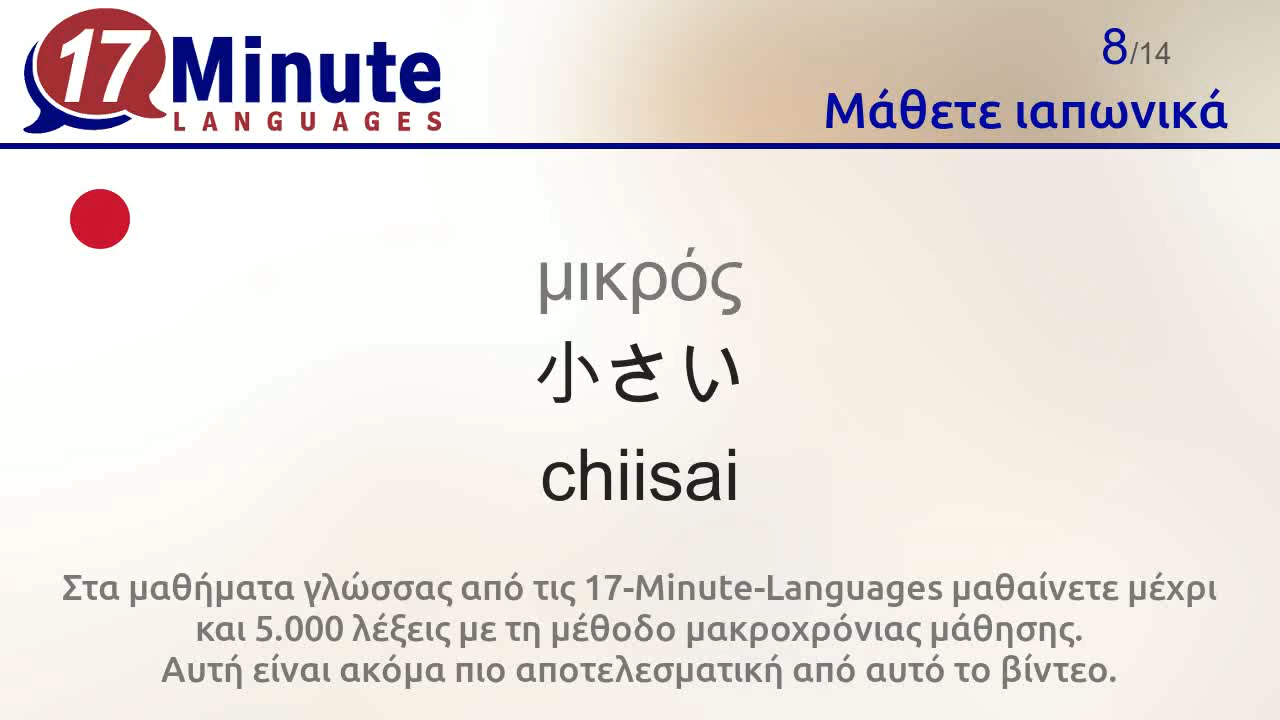 17 Minute
LANGUAGES
8/14
Μάθετε ιαπωνικά
μικρός
小さい
chiisai
Στα μαθήματα γλώσσας από τις 17-Minute-Languages μαθαίνετε μέχρι
και 5.000 λέξεις με τη μέθοδο μακροχρόνιας μάθησης.
Αυτή είναι ακόμα πιο αποτελεσματική από αυτό το βίντεο.